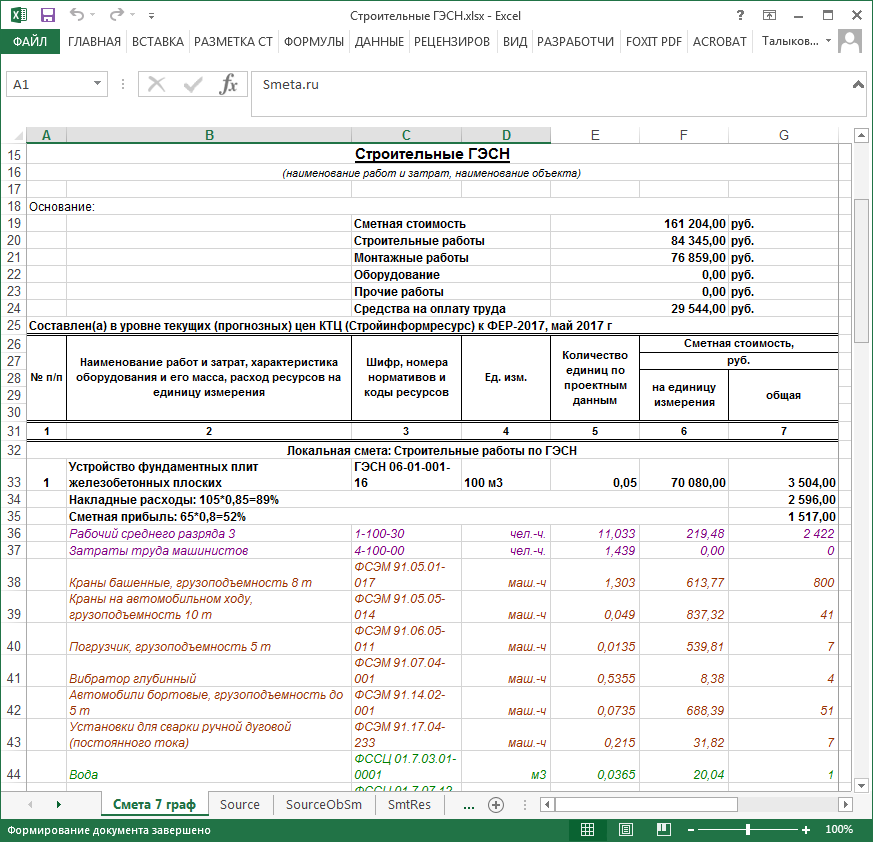 Строительные ГЭСН.xlsx - Excel
?
ФАЙЛ ГЛАВНАЯ ВСТАВКА РАЗМЕТКА СТ ФОРМУЛЫ ДАННЫЕ РЕЦЕНЗИРОВ ВИД РАЗРАБОТЧИ FOXIT PDF ACROBAT Талыков...
A1 fx Smeta.ru
A B C D E F G
15 Строительные ГЭСН
16 (наименование работ и затрат, наименование объекта)
17
18 Основание:
19 Сметная стоимость 161 204,00 руб.
20 Строительные работы 84 345,00 руб.
21 Монтажные работы 76 859,00 руб.
22 Оборудование 0,00 руб.
23 Прочие работы 0,00 руб.
24 Средства на оплату труда 29 544,00 руб.
25 Составлен(а) в уровне текущих (прогнозных) цен КТЦ (Стройинформресурс) к ФЕР-2017, май 2017 г
26 Сметная стоимость,
27 руб.
28
29
30
№ п/п
Наименование работ и затрат, характеристика
оборудования и его масса, расход ресурсов на
единицу измерения
Шифр, номера
нормативов и
коды ресурсов
Ед. изм.
Количество
единиц по
проектным
данным
на единицу
измерения
общая
31 1 2 3 4 5 6 7
32 Локальная смета: Строительные работы по ГЭСН
Устройство фундаментных плит ГЭСН 06-01-001-
33 1 железобетонных плоских 16 100 м3 0,05 70 080,00 3 504,00
34 Накладные расходы: 105*0,85=89% 2 596,00
35 Сметная прибыль: 65*0,8=52% 1 517,00
36 Рабочий среднего разряда 3 1-100-30 чел.-ч. 11,033 219,48 2 422
37 Затраты труда машинистов 4-100-00 чел.-ч. 1,439 0,00 0
ФСЭМ 91.05.01-
38 Краны башенные, грузоподъемность 8 т 017 маш.-ч 1,303 613,77 800
Краны на автомобильном ходу, ФСЭМ 91.05.05-
39 грузоподъемность 10 т 014 маш.-ч 0,049 837,32 41
ФСЭМ 91.06.05-
40 Погрузчик, грузоподъемность 5 т 011 маш.-ч 0,0135 539,81 7
ФСЭМ 91.07.04-
41 Вибратор глубинный 001 маш.-ч 0,5355 8,38 4
Автомобили бортовые, грузоподъемность до ФСЭМ 91.14.02-
42 5 т 001 маш.-ч 0,0735 688,39 51
Установки для сварки ручной дуговой ФСЭМ 91.17.04-
43 (постоянного тока) 233 маш.-ч 0,215 31,82 7
ФССЦ 01.7.03.01-
44 Вода 0001 м3 0,0365 20,04 1
ФССЦ 01.7.07.12-
Смета 7 граф Source SourceObSm SmtRes ...
Формирование документа завершено 100%